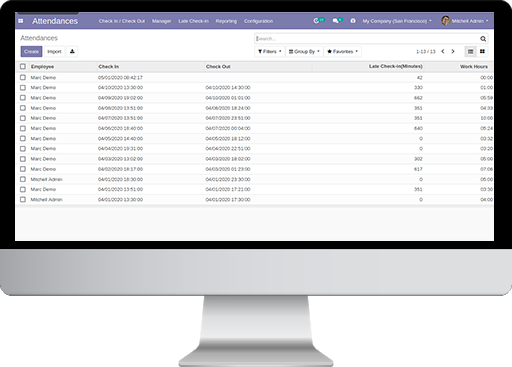 Attendances Check In / Check Out Manager Late Check-in Reporting Configuration My Company (San Francisco) Mitchell Admin
Attendances Search...
Create Import Filters Group By Favorites 1-13 / 13
Employee Check In Check Out Late Check-in(Minutes) Work Hours
Marc Demo 05/01/2020 00:42:17 42 00:00
Marc Demo 04/10/2020 13:30:00 04/10/2020 14:30:00 330 01:00
Marc Demo 04/09/2020 19:02:00 04/10/2020 01:01:00 662 05:59
Marc Demo 04/08/2020 13:51:00 04/08/2020 18:24:00 351 04:33
Marc Demo 04/07/2020 13:51:00 04/07/2020 23:51:00 351 10:00
Marc Demo 04/06/2020 18:40:00 04/07/2020 00:04:00 640 05:24
Marc Demo 04/05/2020 14:40:00 04/05/2020 18:12:00 0 03:32
Marc Demo 04/04/2020 19:31:00 04/04/2020 22:51:00 0 03:20
Marc Demo 04/03/2020 13:02:00 04/03/2020 18:02:00 302 05:00
Marc Demo 04/02/2020 18:17:00 04/03/2020 01:23:00 617 07:06
Mitchell Admin 04/01/2020 18:30:00 04/01/2020 23:30:00 0 05:00
Marc Demo 04/01/2020 13:51:00 04/01/2020 17:21:00 351 03:30
Mitchell Admin 04/01/2020 13:30:00 04/01/2020 17:30:00 0 04:00